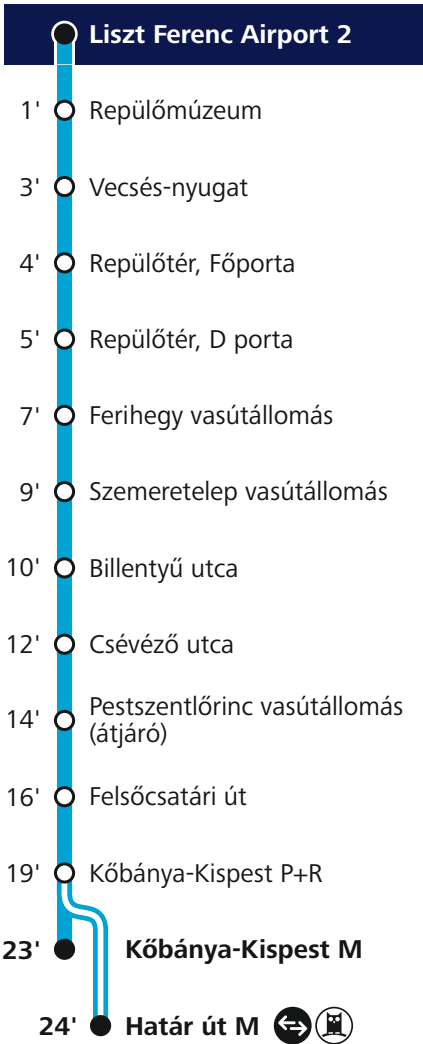 Liszt Ferenc Airport 2
1' Repülőmúzeum
3' Vecsés-nyugat
4' Repülőtér, Főporta
5' Repülőtér, D porta
7' Ferihegy vasútállomás
9' Szemeretelep vasútállomás
10' Billentyű utca
12' Csévéző utca
14' Pestszentlőrinc vasútállomás
(átjáró)
16' Felsőcsatári út
19' Kőbánya-Kispest P+R
23' Kőbánya-Kispest M
24' Határ út M